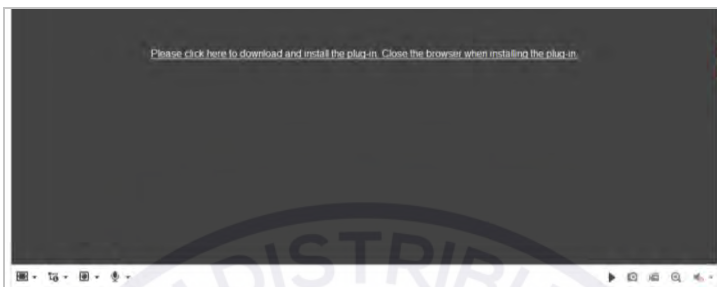 Please click here to download and install the plug-in. Close the browser when installing the plug-in.
DISTRIB